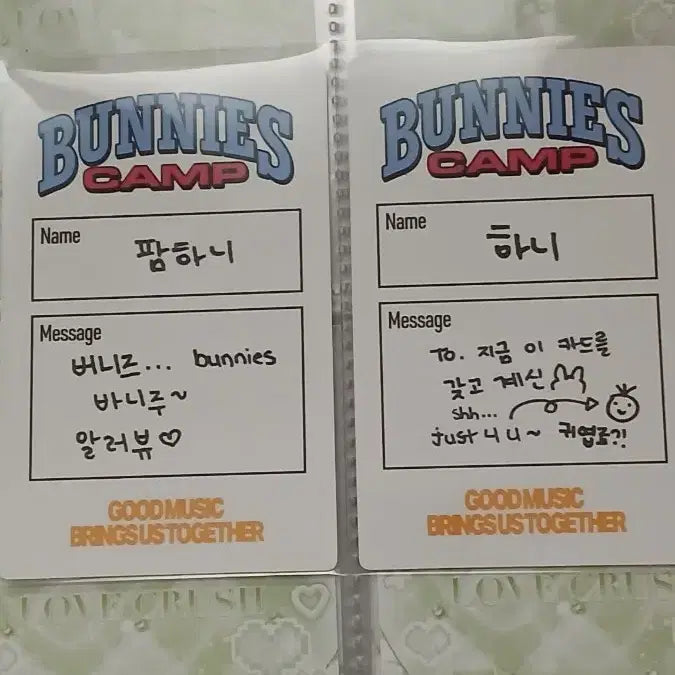 BUNNIES
CAMP
Name
팜하니
Message
버니즈... bunnies
바니주~
알러뷰♡
GOOD MUSIC
BRINGS US TOGETHER
BUNNIES
CAMP
Name
하니
Message
To. 지금 이 카드를
갖고 계신
shh...
just 4 U~ 귀엽죠?!
GOOD MUSIC
BRINGS US TOGETHER
LOVE CRUSH
LOVE CRUSH